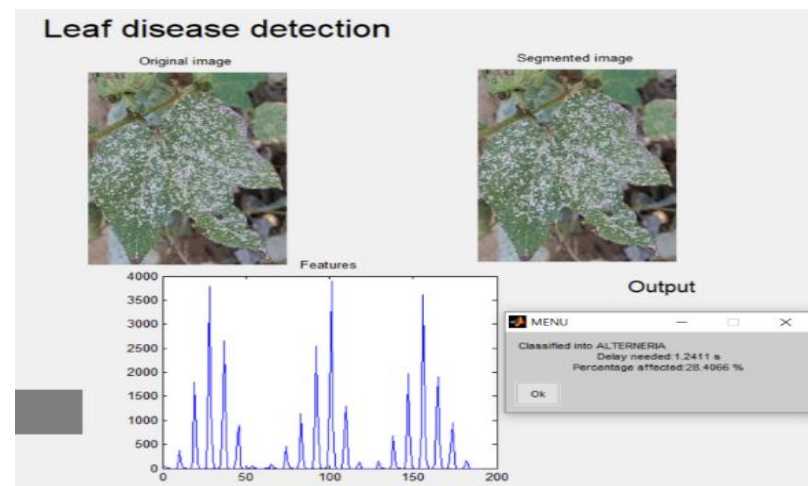 Leaf disease detection
Original image
Segmented image
Features
4000
3500
3000
2500
2000
1500
1000
500
0
0 50 100 150 200
Output
MENU
Classified into ALTERNERIA
Delay needed:1.2411 s
Percentage affected:28.4066 %
Ok